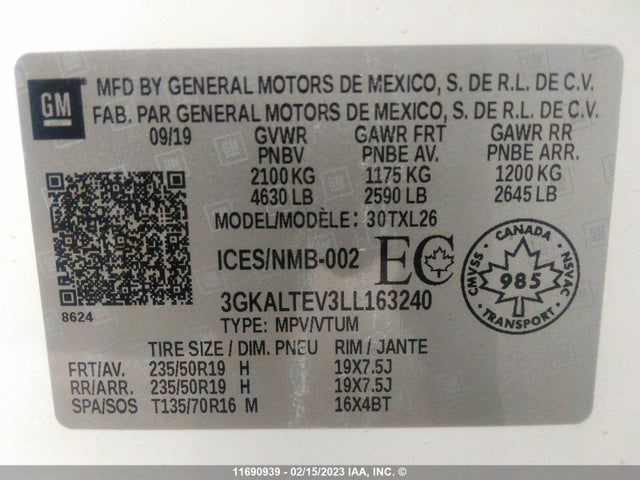 GM MFD BY GENERAL MOTORS DE MEXICO, S. DE R.L. DE C.V.
FAB. PAR GENERAL MOTORS DE MEXICO, S. DE R.L. DE C.V.
09/19 GVWR GAWR FRT GAWR RR
PNBV PNBE AV. PNBE ARR.
2100 KG 1175 KG 1200 KG
4630 LB 2590 LB 2645 LB
MODEL/MODÈLE: 30TXL26
ICES/NMB-002 EC
CANADA
CMVSS 985 NSVAC
TRANSPORT
8624
3GKALTEV3LL163240
TYPE: MPV/VTUM
TIRE SIZE / DIM. PNEU RIM / JANTE
FRT/AV. 235/50R19 H 19X7.5J
RR/ARR. 235/50R19 H 19X7.5J
SPA/SOS T135/70R16 M 16X4BT
11690939 - 02/15/2023 IAA, INC. ©